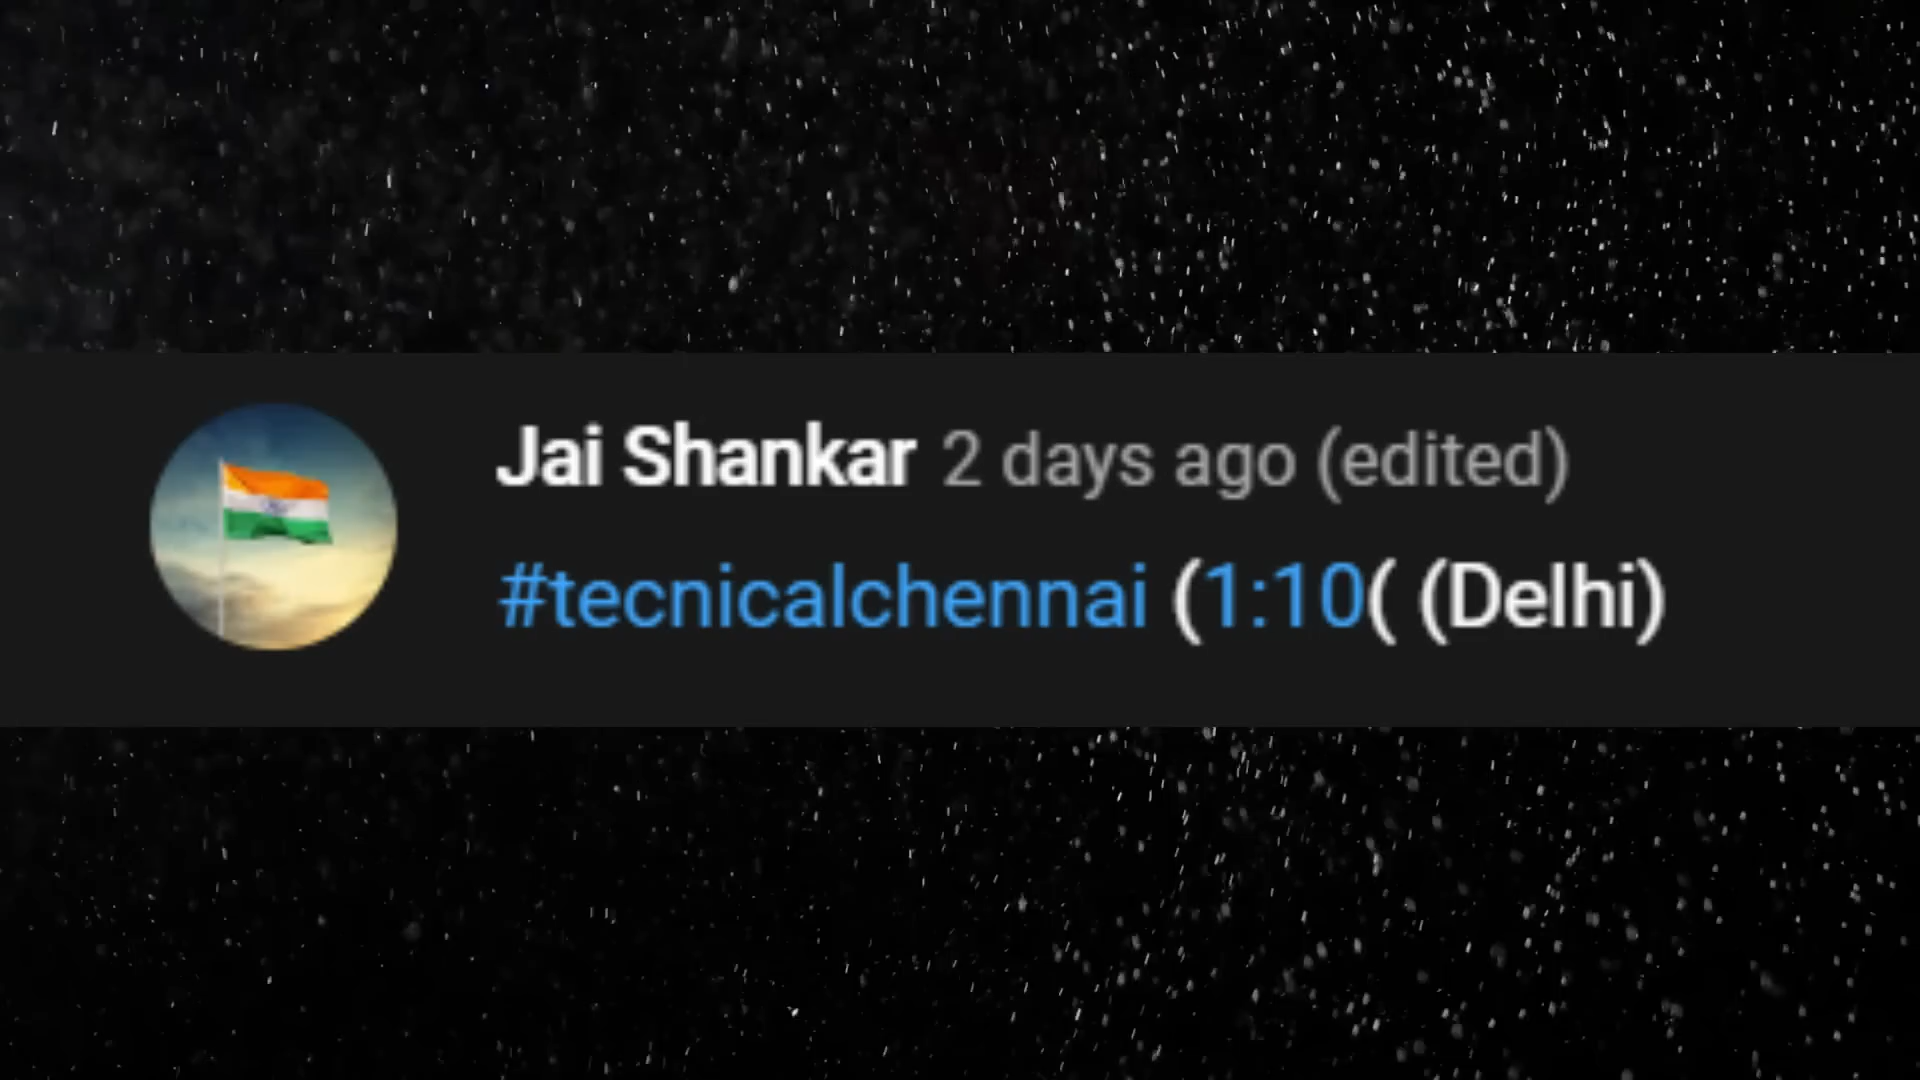 Jai Shankar 2 days ago (edited)
#tecnicalchennai (1:10( (Delhi)